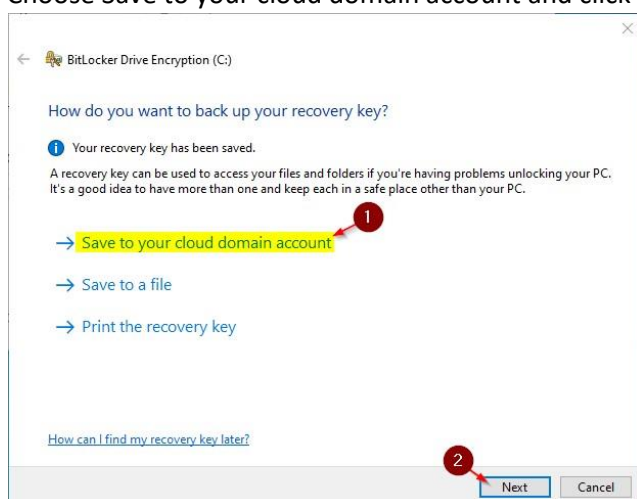 Choose Save to your cloud domain account and click
BitLocker Drive Encryption (C:)
How do you want to back up your recovery key?
Your recovery key has been saved.
A recovery key can be used to access your files and folders if you're having problems unlocking your PC.
It's a good idea to have more than one and keep each in a safe place other than your PC.
1
→ Save to your cloud domain account
→ Save to a file
→ Print the recovery key
How can I find my recovery key later?
2
Next Cancel